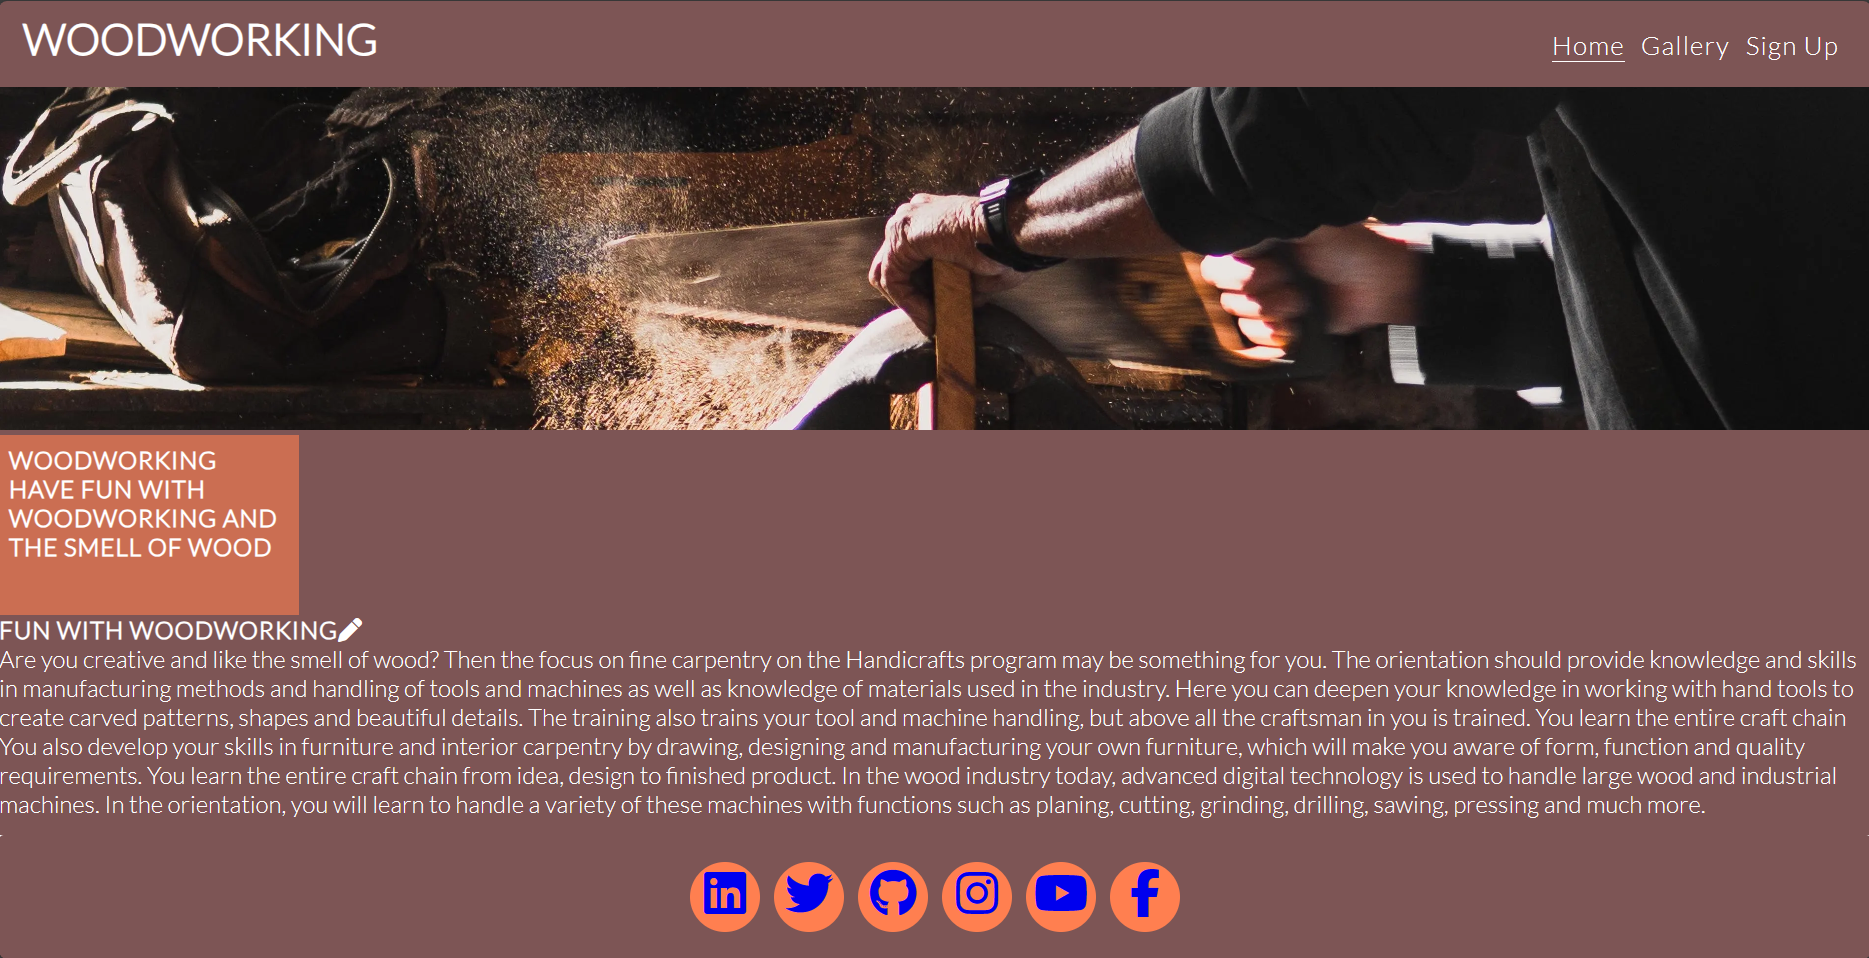 WOODWORKING
Home Gallery Sign Up
WOODWORKING
HAVE FUN WITH
WOODWORKING AND
THE SMELL OF WOOD
FUN WITH WOODWORKING
Are you creative and like the smell of wood? Then the focus on fine carpentry on the Handicrafts program may be something for you. The orientation should provide knowledge and skills
in manufacturing methods and handling of tools and machines as well as knowledge of materials used in the industry. Here you can deepen your knowledge in working with hand tools to
create carved patterns, shapes and beautiful details. The training also trains your tool and machine handling, but above all the craftsman in you is trained. You learn the entire craft chain
You also develop your skills in furniture and interior carpentry by drawing, designing and manufacturing your own furniture, which will make you aware of form, function and quality
requirements. You learn the entire craft chain from idea, design to finished product. In the wood industry today, advanced digital technology is used to handle large wood and industrial
machines. In the orientation, you will learn to handle a variety of these machines with functions such as planing, cutting, grinding, drilling, sawing, pressing and much more.